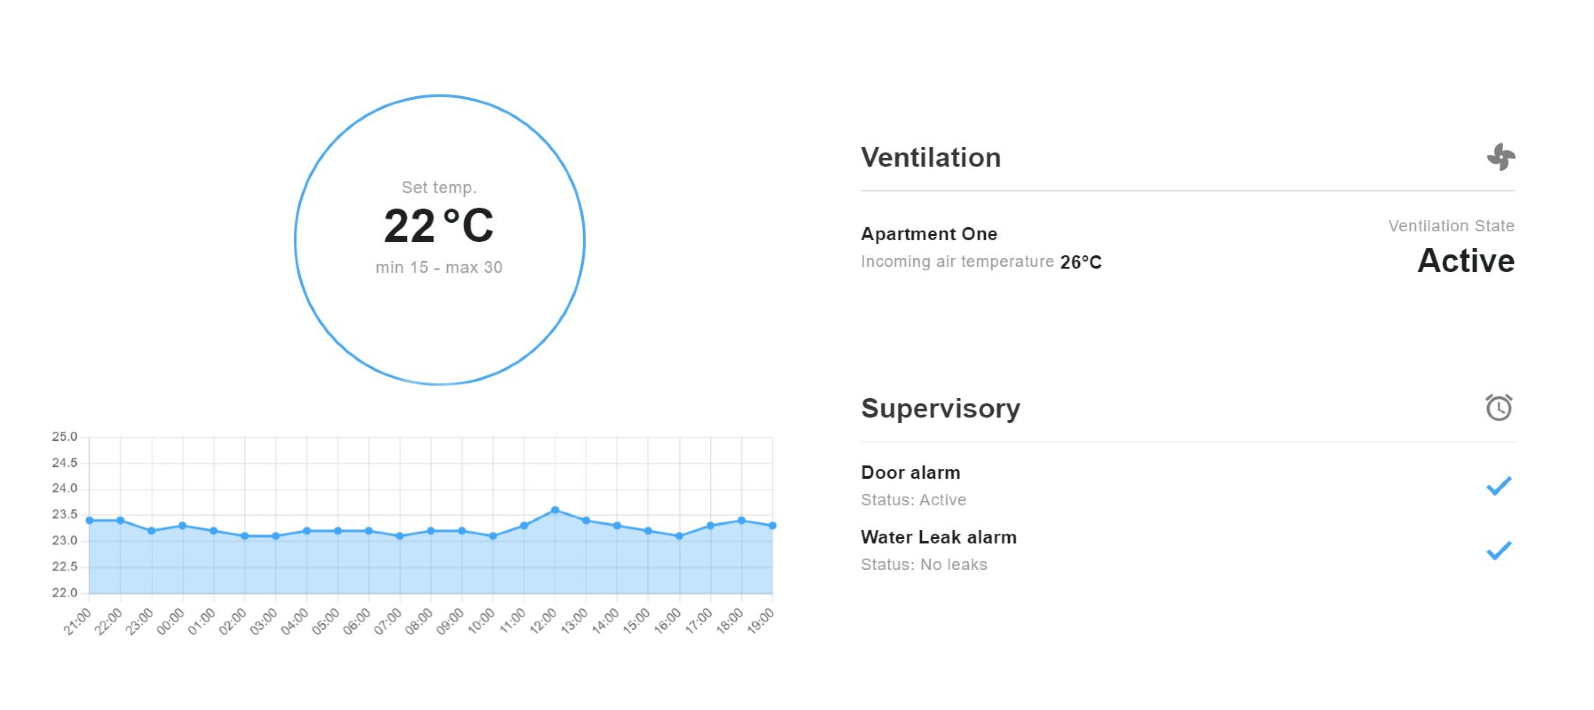 Set temp.
22°C
min 15 - max 30
25.0
24.5
24.0
23.5
23.0
22.5
22.0
21:00
22:00
23:00
00:00
01:00
02:00
03:00
04:00
05:00
06:00
07:00
08:00
09:00
10:00
11:00
12:00
13:00
14:00
15:00
16:00
17:00
18:00
19:00
Ventilation
Apartment One
Incoming air temperature 26°C
Ventilation State
Active
Supervisory
Door alarm
Status: Active
Water Leak alarm
Status: No leaks